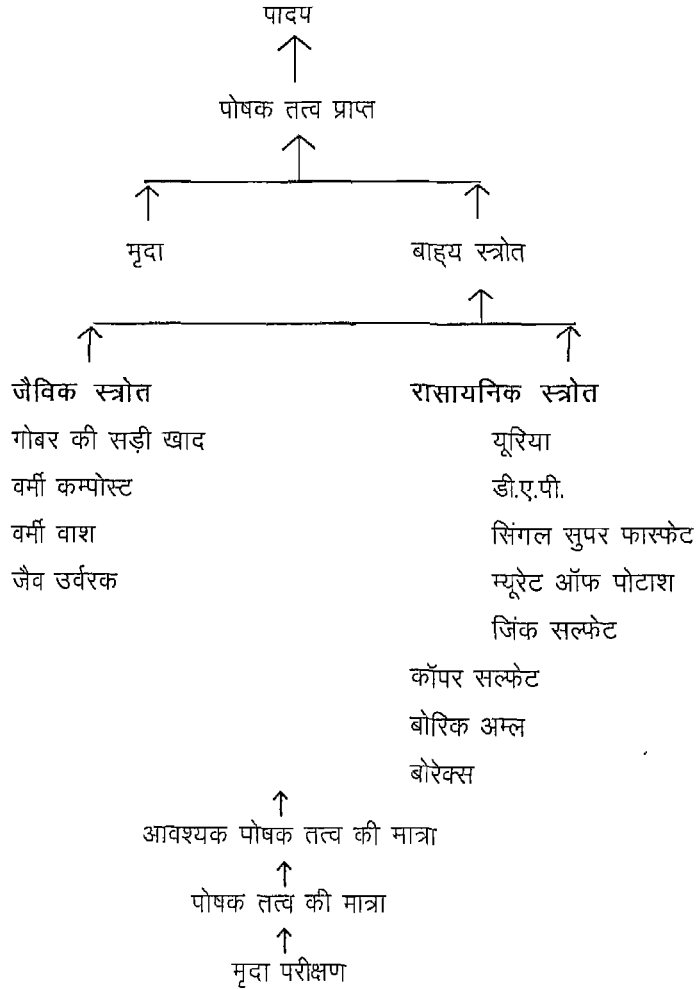 पादप
पोषक तत्व प्राप्त
मृदा
बाह्य स्त्रोत
जैविक स्त्रोत
गोबर की सड़ी खाद
वर्मी कम्पोस्ट
वर्मी वाश
जैव उर्वरक
रासायनिक स्त्रोत
यूरिया
डी.ए.पी.
सिंगल सुपर फास्फेट
म्यूरेट ऑफ पोटाश
जिंक सल्फेट
कॉपर सल्फेट
बोरिक अम्ल
बोरेक्स
आवश्यक पोषक तत्व की मात्रा
पोषक तत्व की मात्रा
मृदा परीक्षण